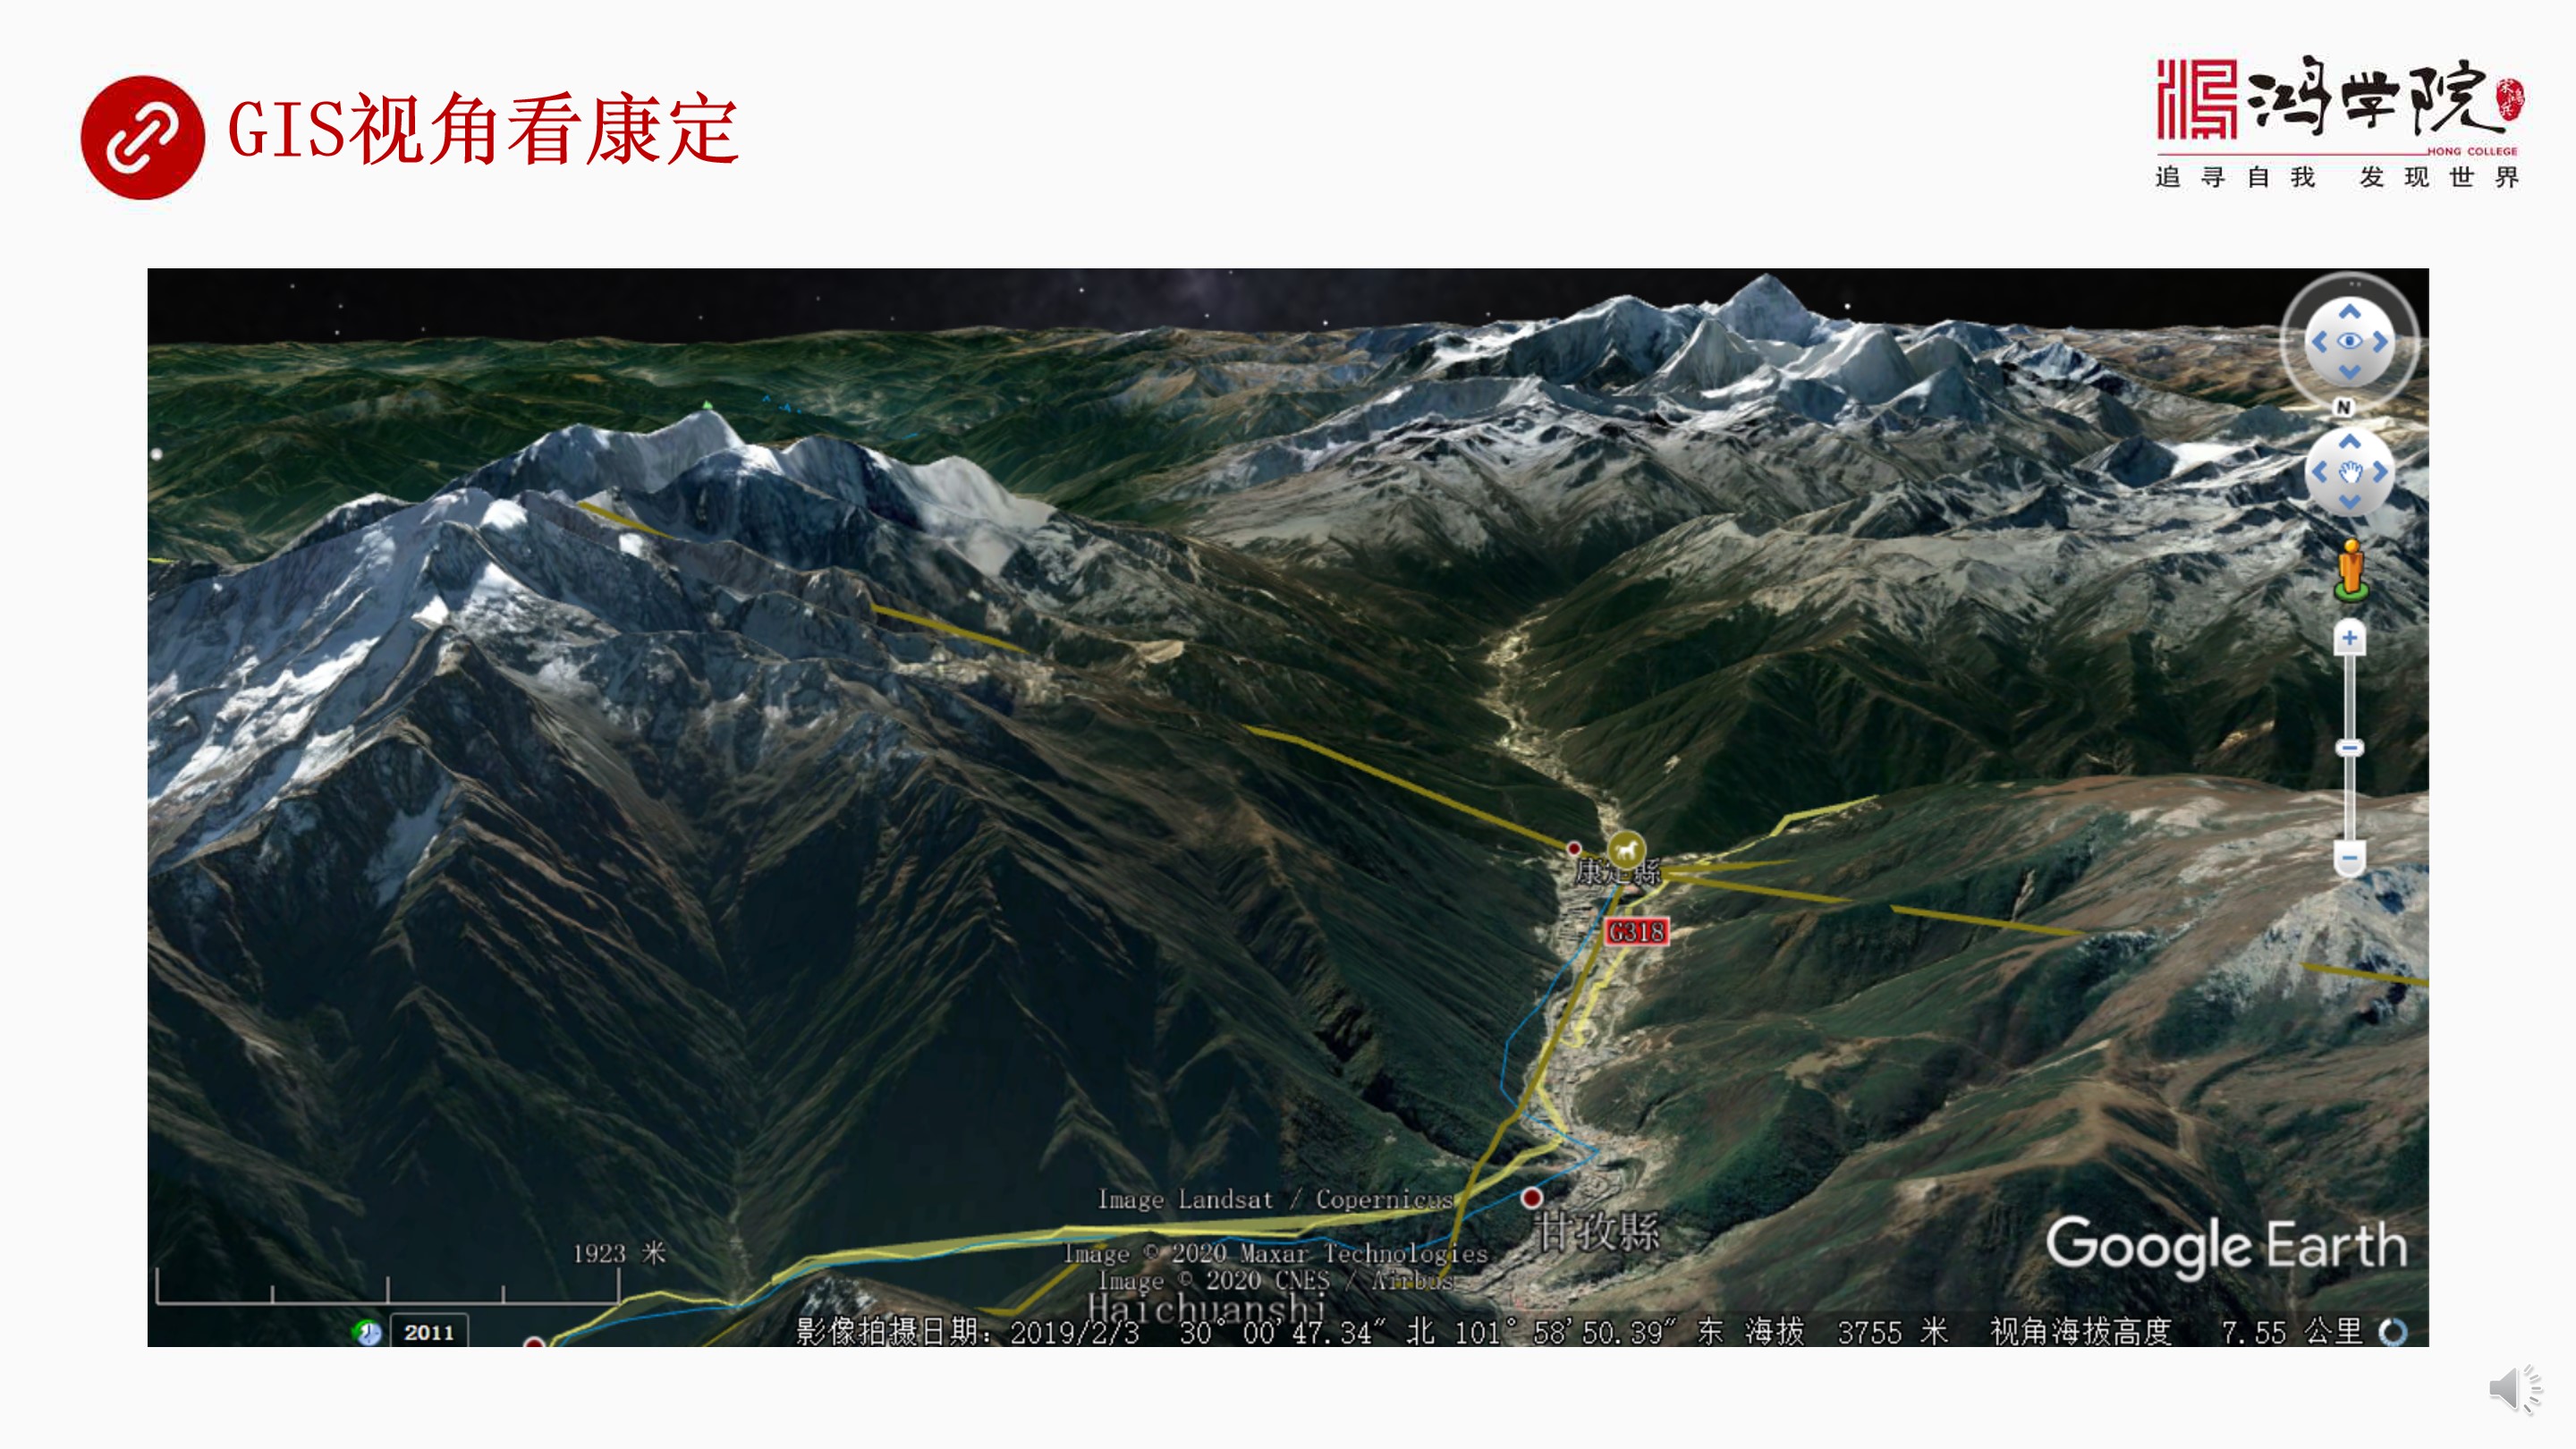 GIS视角看康定
鸿学院
HONG COLLEGE
追寻自我 发现世界
N
康定縣
G318
甘孜縣
Image Landsat / Copernicus
Image © 2020 Maxar Technologies
Image © 2020 CNES / Airbus
Haichuanshi
1923 米
Google Earth
2011
影像拍摄日期: 2019/2/3 30° 00′47.34″ 北 101° 58′50.39″ 东 海拔 3755 米 视角海拔高度 7.55 公里